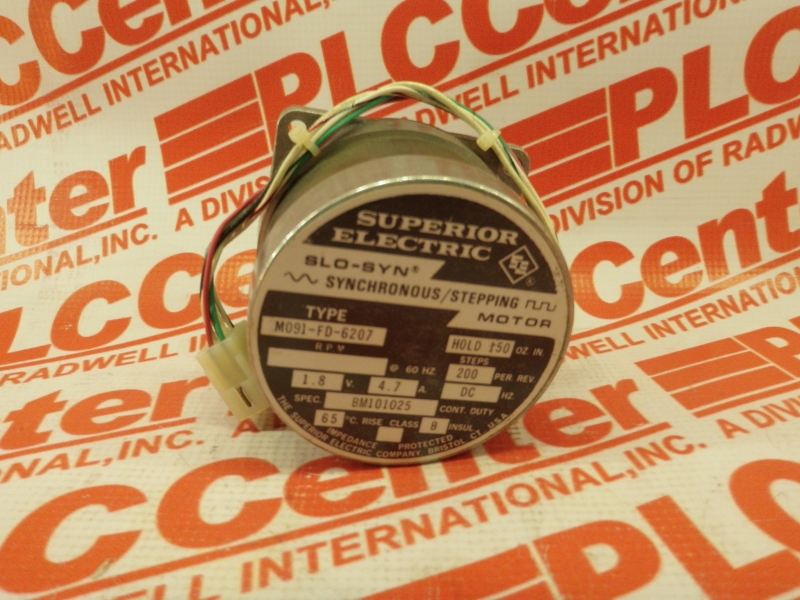 SUPERIOR
ELECTRIC
SE
SLO-SYN®
SYNCHRONOUS/STEPPING
MOTOR
TYPE
M091-FD-6207
HOLD 150 OZ. IN
R P M
@ 60 HZ.
STEPS
200 PER. REV.
1.8 V. 4.7 A. DC HZ.
SPEC. BM101025 CONT. DUTY
65 °C. RISE CLASS B INSUL.
IMPEDANCE PROTECTED
THE SUPERIOR ELECTRIC COMPANY BRISTOL, CT. U.S.A.
PLCCenter
A DIVISION OF RADWELL INTERNATIONAL, INC.